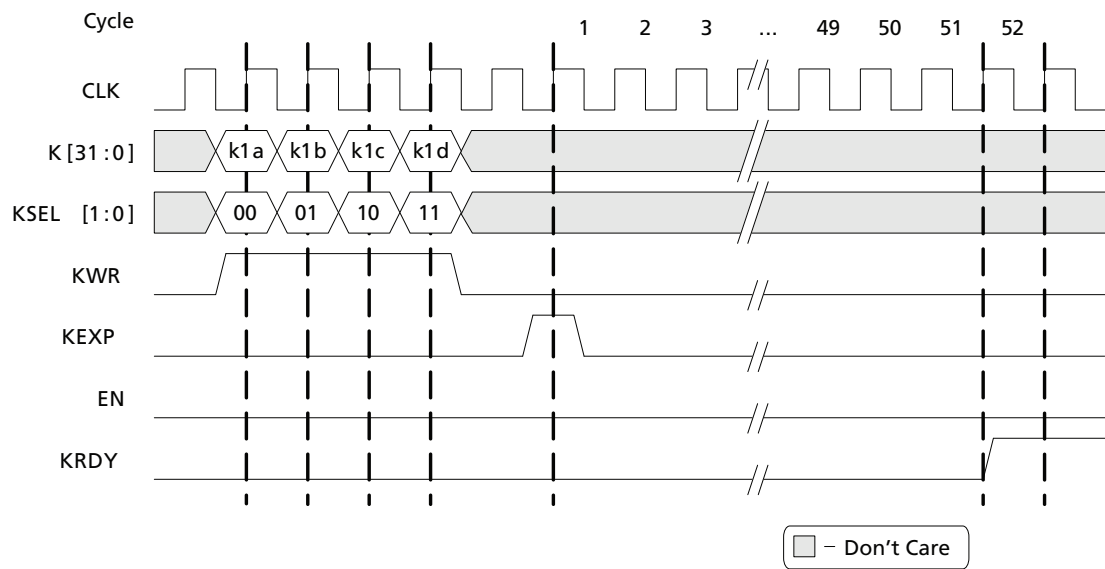 Cycle 1 2 3 ... 49 50 51 52
CLK
K [31:0] k1a k1b k1c k1d
KSEL [1:0] 00 01 10 11
KWR
KEXP
EN
KRDY
– Don't Care